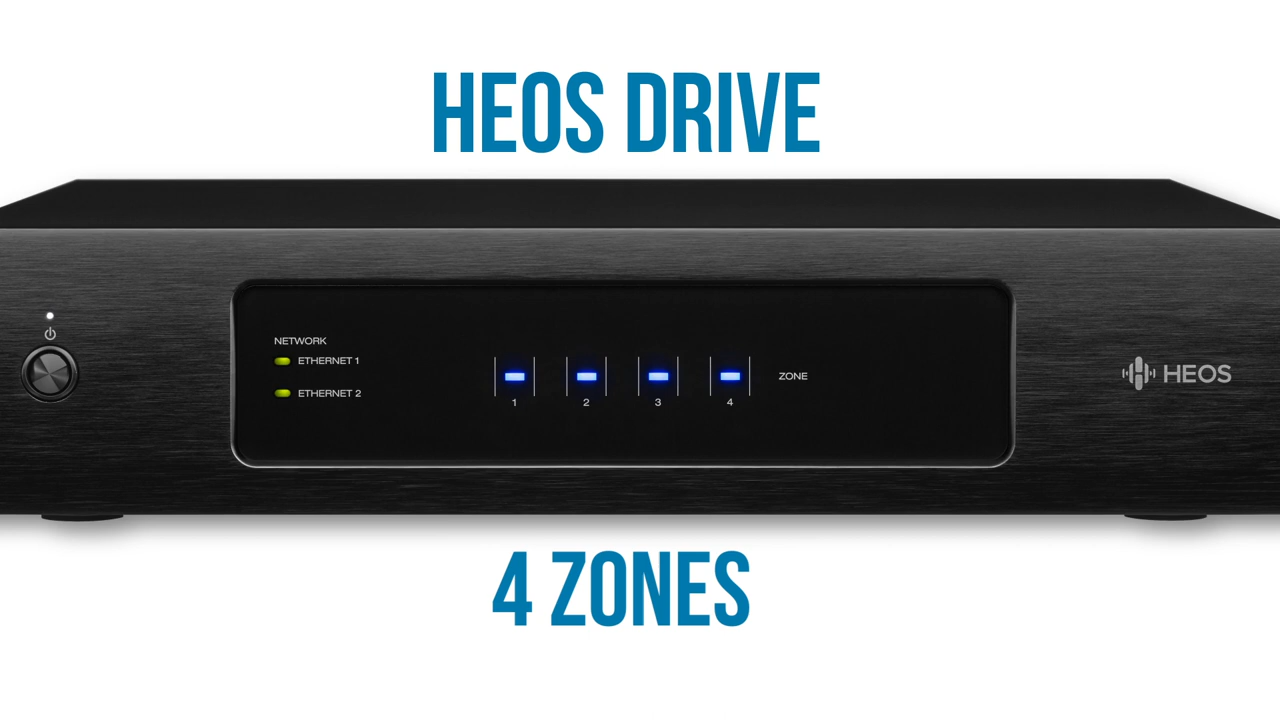 HEOS DRIVE
NETWORK
ETHERNET 1
ETHERNET 2
1 2 3 4
ZONE
HEOS
4 ZONES